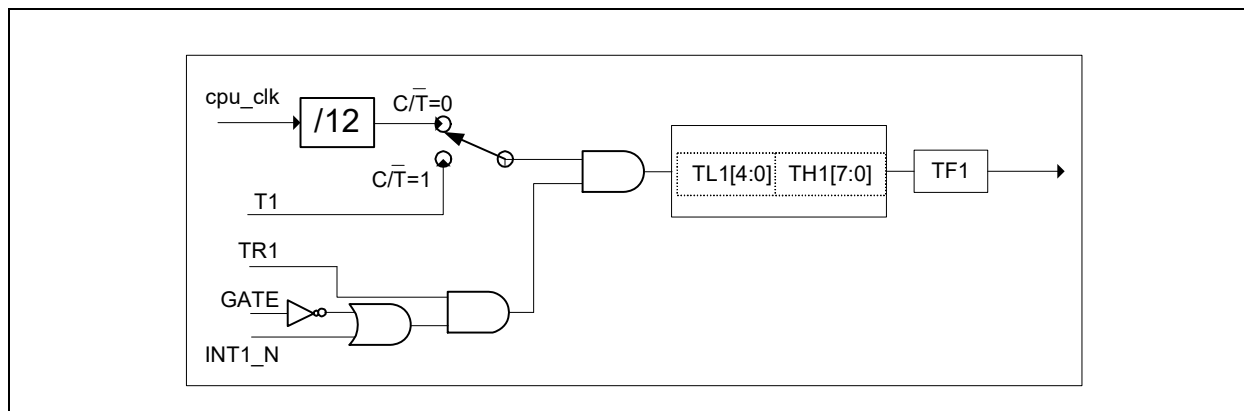 cpu_clk
/12
C/T̅=0
C/T̅=1
T1
TR1
GATE
INT1_N
TL1[4:0]
TH1[7:0]
TF1